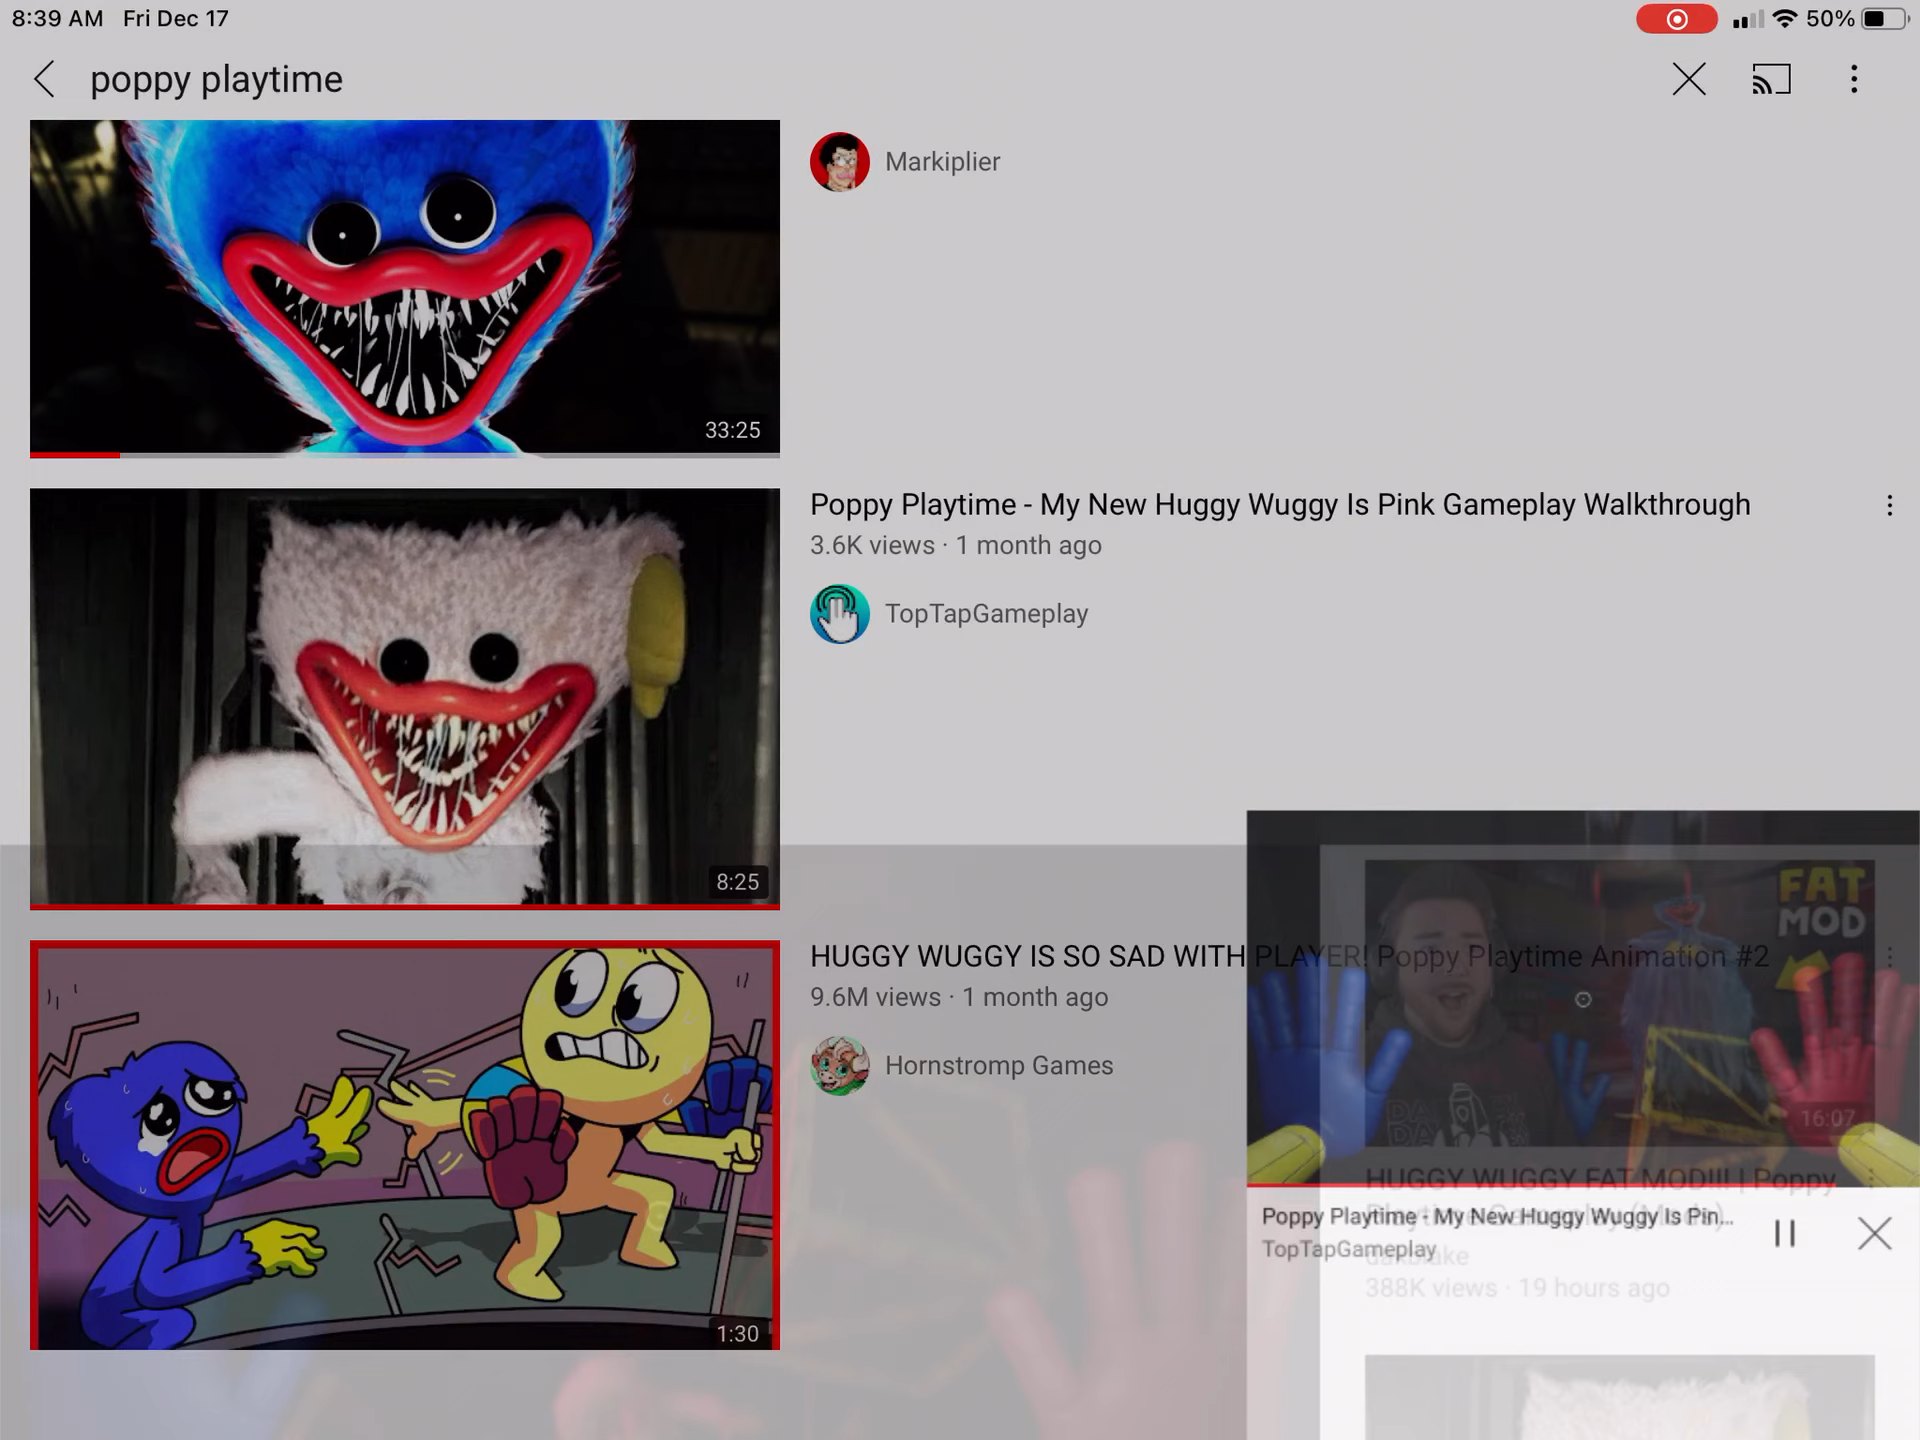 8:39 AM Fri Dec 17
50%
poppy playtime
Markiplier
33:25
Poppy Playtime - My New Huggy Wuggy Is Pink Gameplay Walkthrough
3.6K views · 1 month ago
TopTapGameplay
8:25
HUGGY WUGGY IS SO SAD WITH PLAYER! Poppy Playtime Animation #2
9.6M views · 1 month ago
Hornstromp Games
1:30
FAT
MOD
16:07
HUGGY WUGGY FAT MOD!!! | Poppy
Playtime Gameplay (Mods)
Poppy Playtime - My New Huggy Wuggy Is Pin...
TopTapGameplay
388K views · 19 hours ago